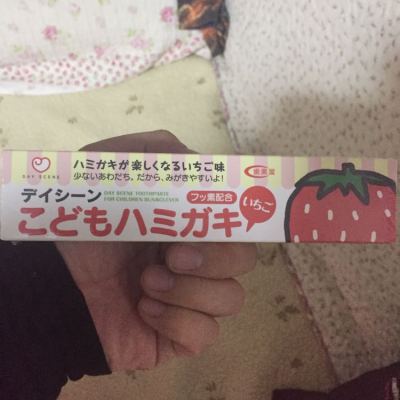 DAY SCENE
ハミガキが楽しくなるいちご味
少ないあわだち。だから、みがきやすいよ！
医薬部外品
デイシーン
DAY SCENE TOOTHPASTE
FOR CHILDREN
フッ素配合
こどもハミガキ
いちご